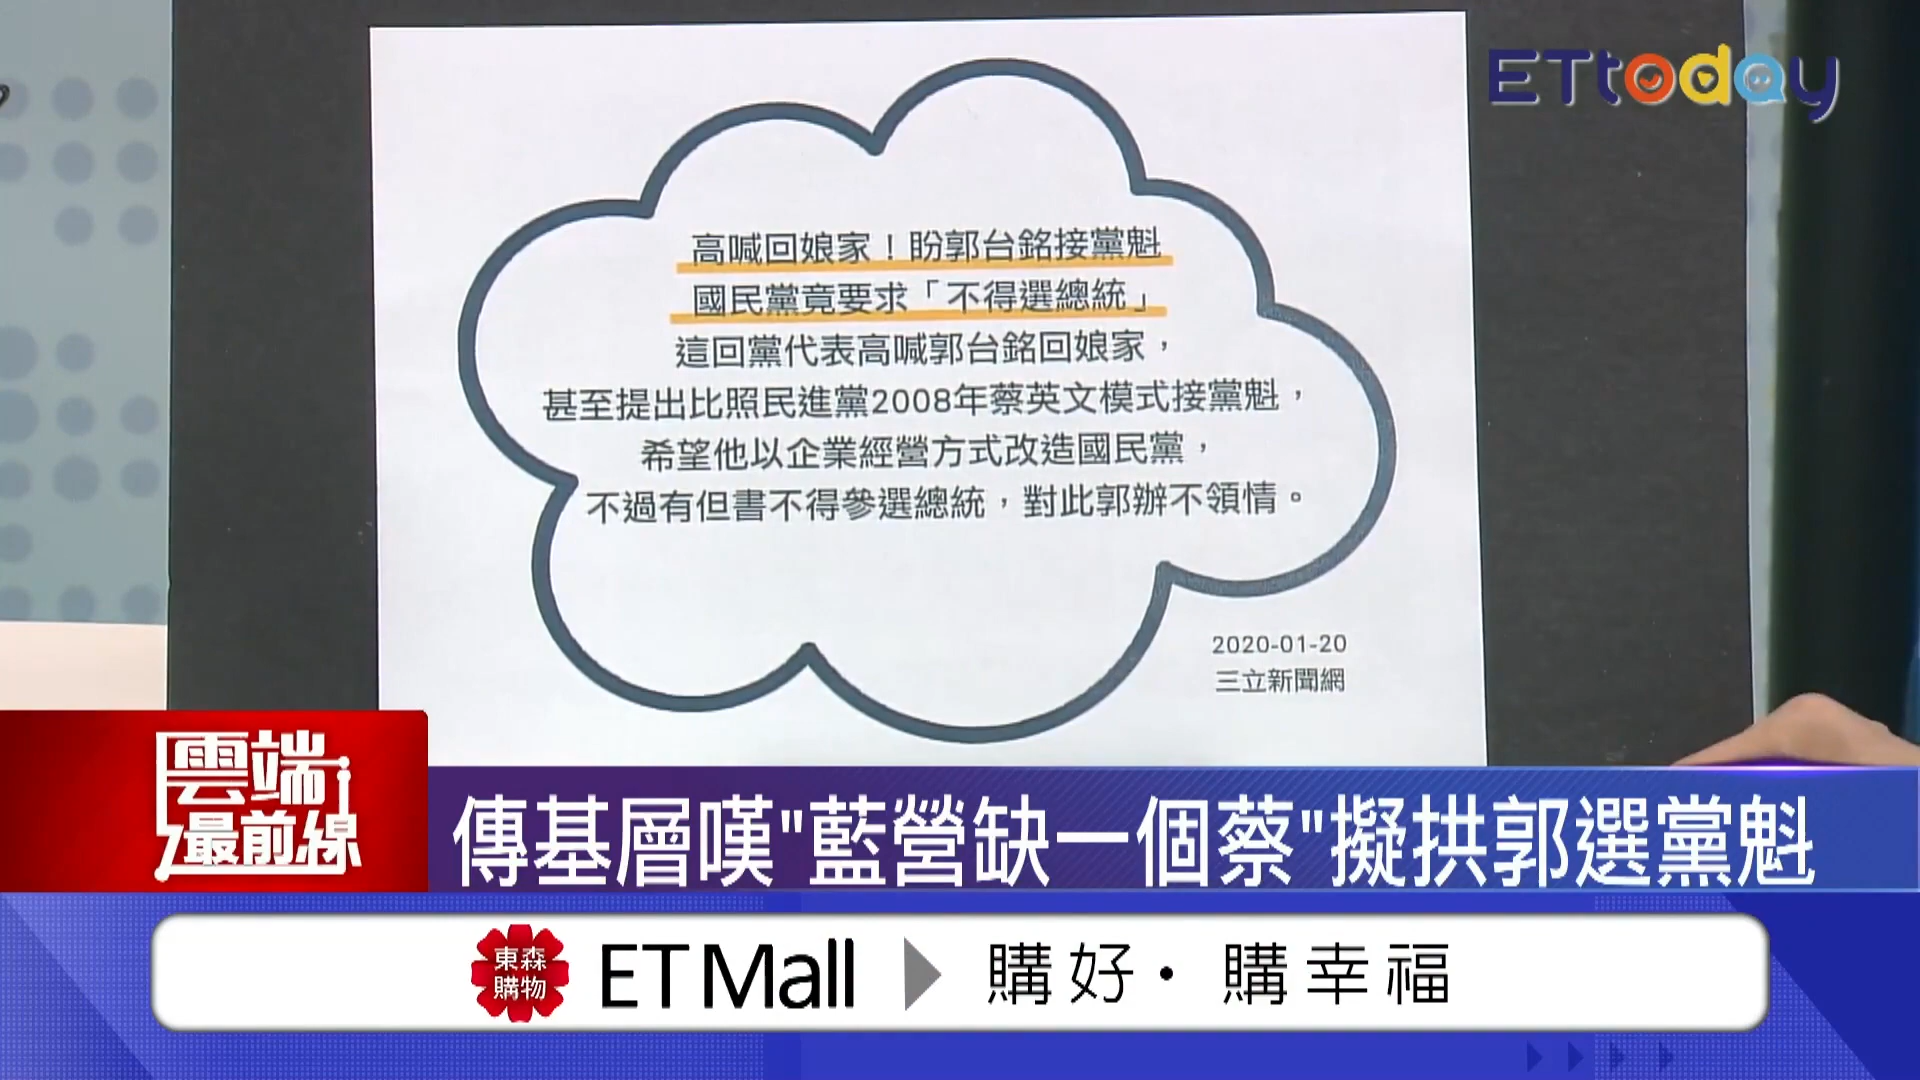 ETtoday
高喊回娘家！盼郭台銘接黨魁
國民黨竟要求「不得選總統」
這回黨代表高喊郭台銘回娘家，
甚至提出比照民進黨2008年蔡英文模式接黨魁，
希望他以企業經營方式改造國民黨，
不過有但書不得參選總統，對此郭辦不領情。
2020-01-20
三立新聞網
雲端
最前線
傳基層嘆"藍營缺一個蔡"擬拱郭選黨魁
東森
購物
ET Mall
購好・購幸福